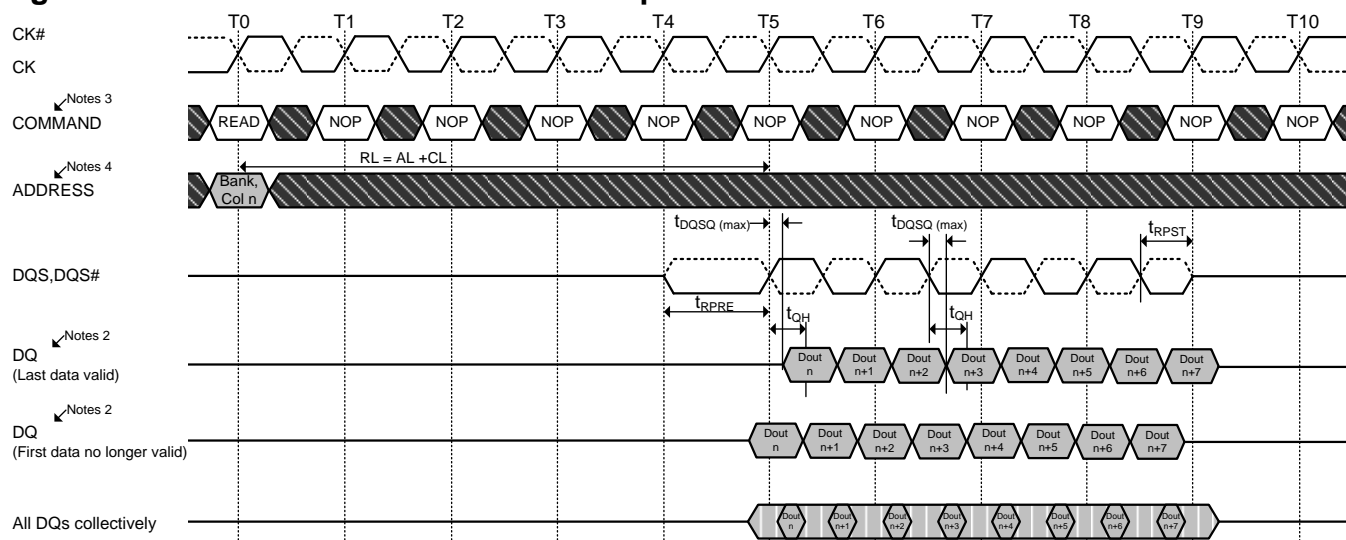 T0 T1 T2 T3 T4 T5 T6 T7 T8 T9 T10
CK#
CK
Notes 3
COMMAND
READ NOP NOP NOP NOP NOP NOP NOP NOP NOP NOP
RL = AL +CL
Notes 4
ADDRESS
Bank,
Col n
tDQSQ (max)
tDQSQ (max)
tRPST
DQS,DQS#
tRPRE
tQH
tQH
Notes 2
DQ
(Last data valid)
Dout n Dout n+1 Dout n+2 Dout n+3 Dout n+4 Dout n+5 Dout n+6 Dout n+7
Notes 2
DQ
(First data no longer valid)
Dout n Dout n+1 Dout n+2 Dout n+3 Dout n+4 Dout n+5 Dout n+6 Dout n+7
All DQs collectively
Dout n Dout n+1 Dout n+2 Dout n+3 Dout n+4 Dout n+5 Dout n+6 Dout n+7